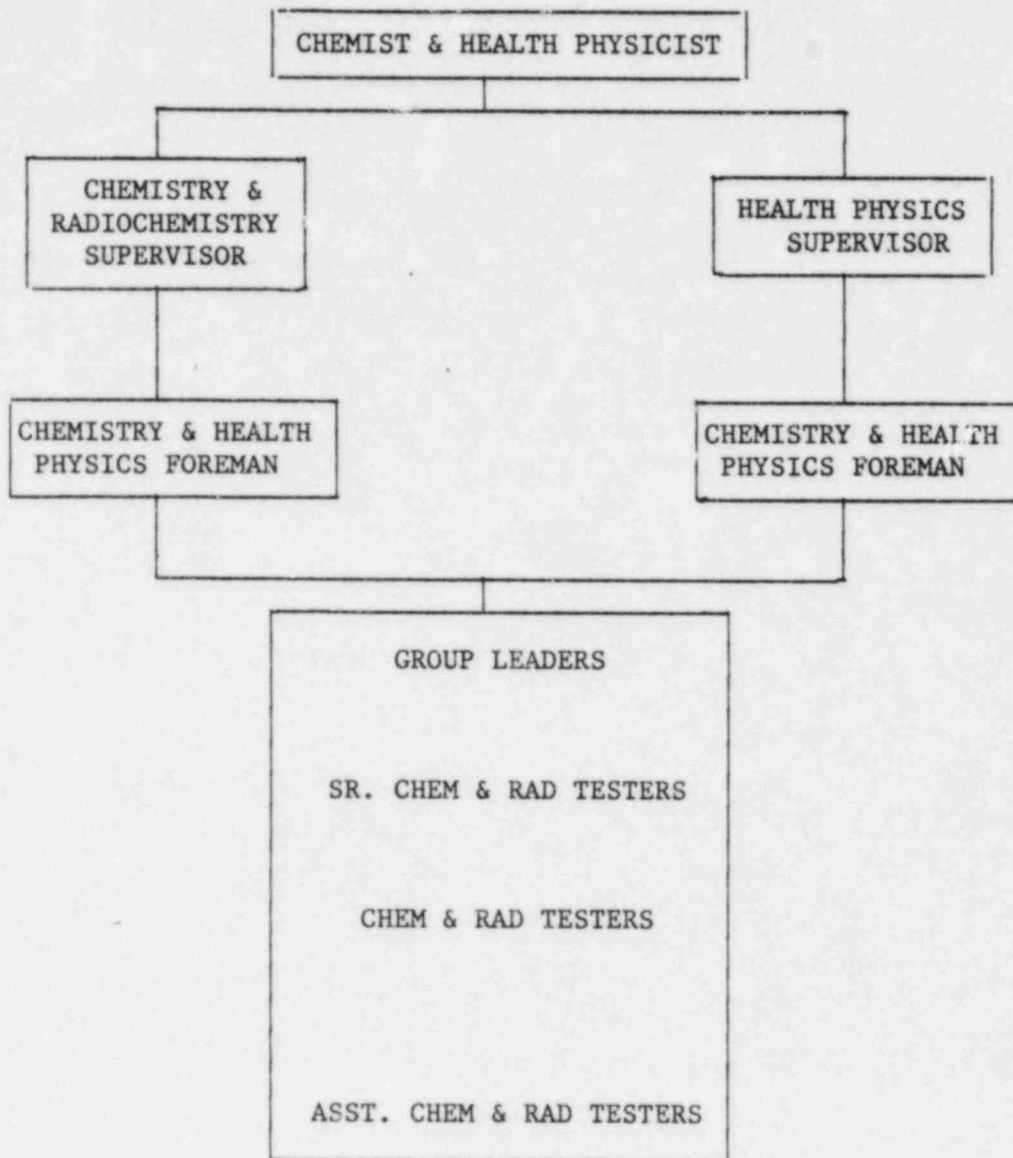 CHEMIST & HEALTH PHYSICIST
CHEMISTRY &
RADIOCHEMISTRY
SUPERVISOR
HEALTH PHYSICS
SUPERVISOR
CHEMISTRY & HEALTH
PHYSICS FOREMAN
CHEMISTRY & HEALTH
PHYSICS FOREMAN
GROUP LEADERS
SR. CHEM & RAD TESTERS
CHEM & RAD TESTERS
ASST. CHEM & RAD TESTERS